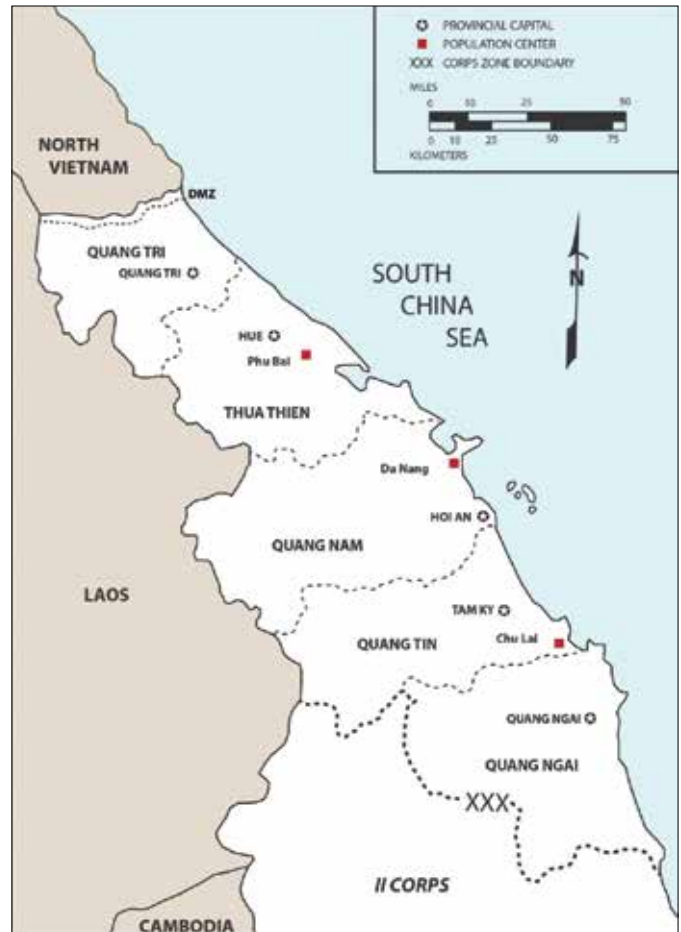 PROVINCIAL CAPITAL
POPULATION CENTER
XXX CORPS ZONE BOUNDARY
MILES
0 10 25 50
0 10 25 50 75
KILOMETERS
NORTH
VIETNAM
DMZ
QUANG TRI
QUANG TRI
SOUTH
CHINA
SEA
N
HUE
Phu Bai
THUA THIEN
Da Nang
HOI AN
QUANG NAM
LAOS
TAM KY
Chu Lai
QUANG TIN
QUANG NGAI
QUANG NGAI
XXX
II CORPS
CAMBODIA